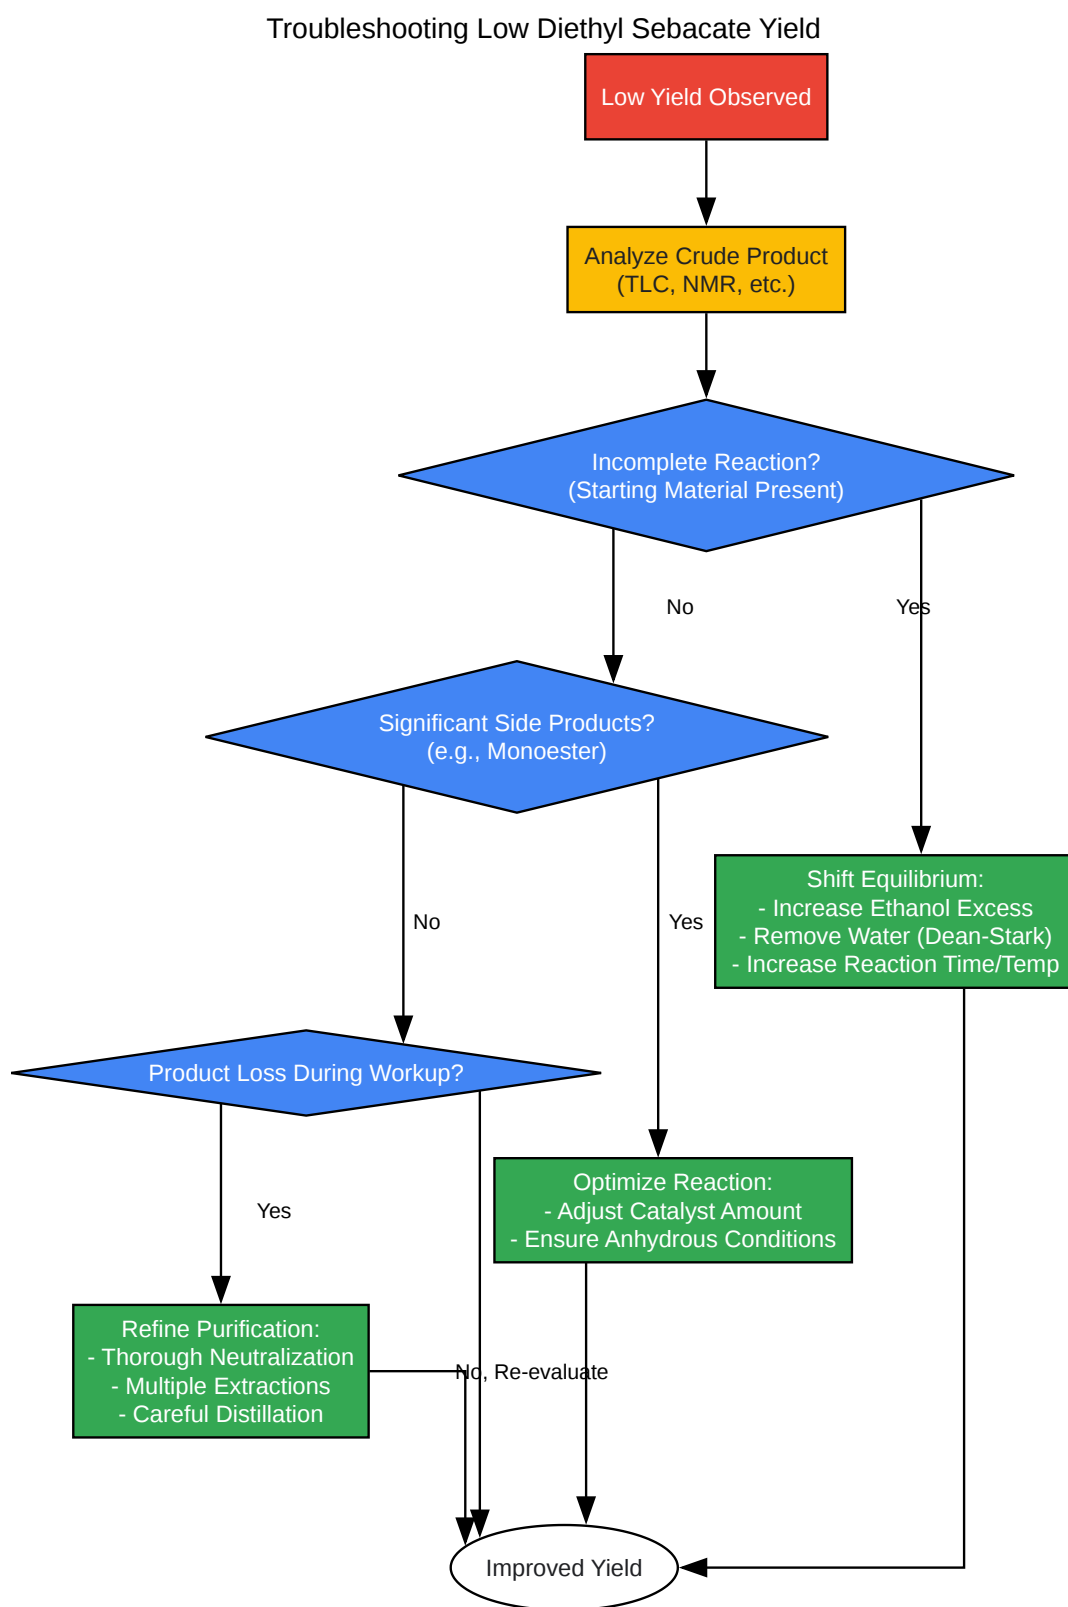 Troubleshooting Low Diethyl Sebacate Yield
Low Yield Observed
Analyze Crude Product
(TLC, NMR, etc.)
Incomplete Reaction?
(Starting Material Present)
No
Yes
Significant Side Products?
(e.g., Monoester)
Shift Equilibrium:
- Increase Ethanol Excess
- Remove Water (Dean-Stark)
- Increase Reaction Time/Temp
No
Yes
Product Loss During Workup?
Optimize Reaction:
- Adjust Catalyst Amount
- Ensure Anhydrous Conditions
Yes
Refine Purification:
- Thorough Neutralization
- Multiple Extractions
- Careful Distillation
No, Re-evaluate
Improved Yield